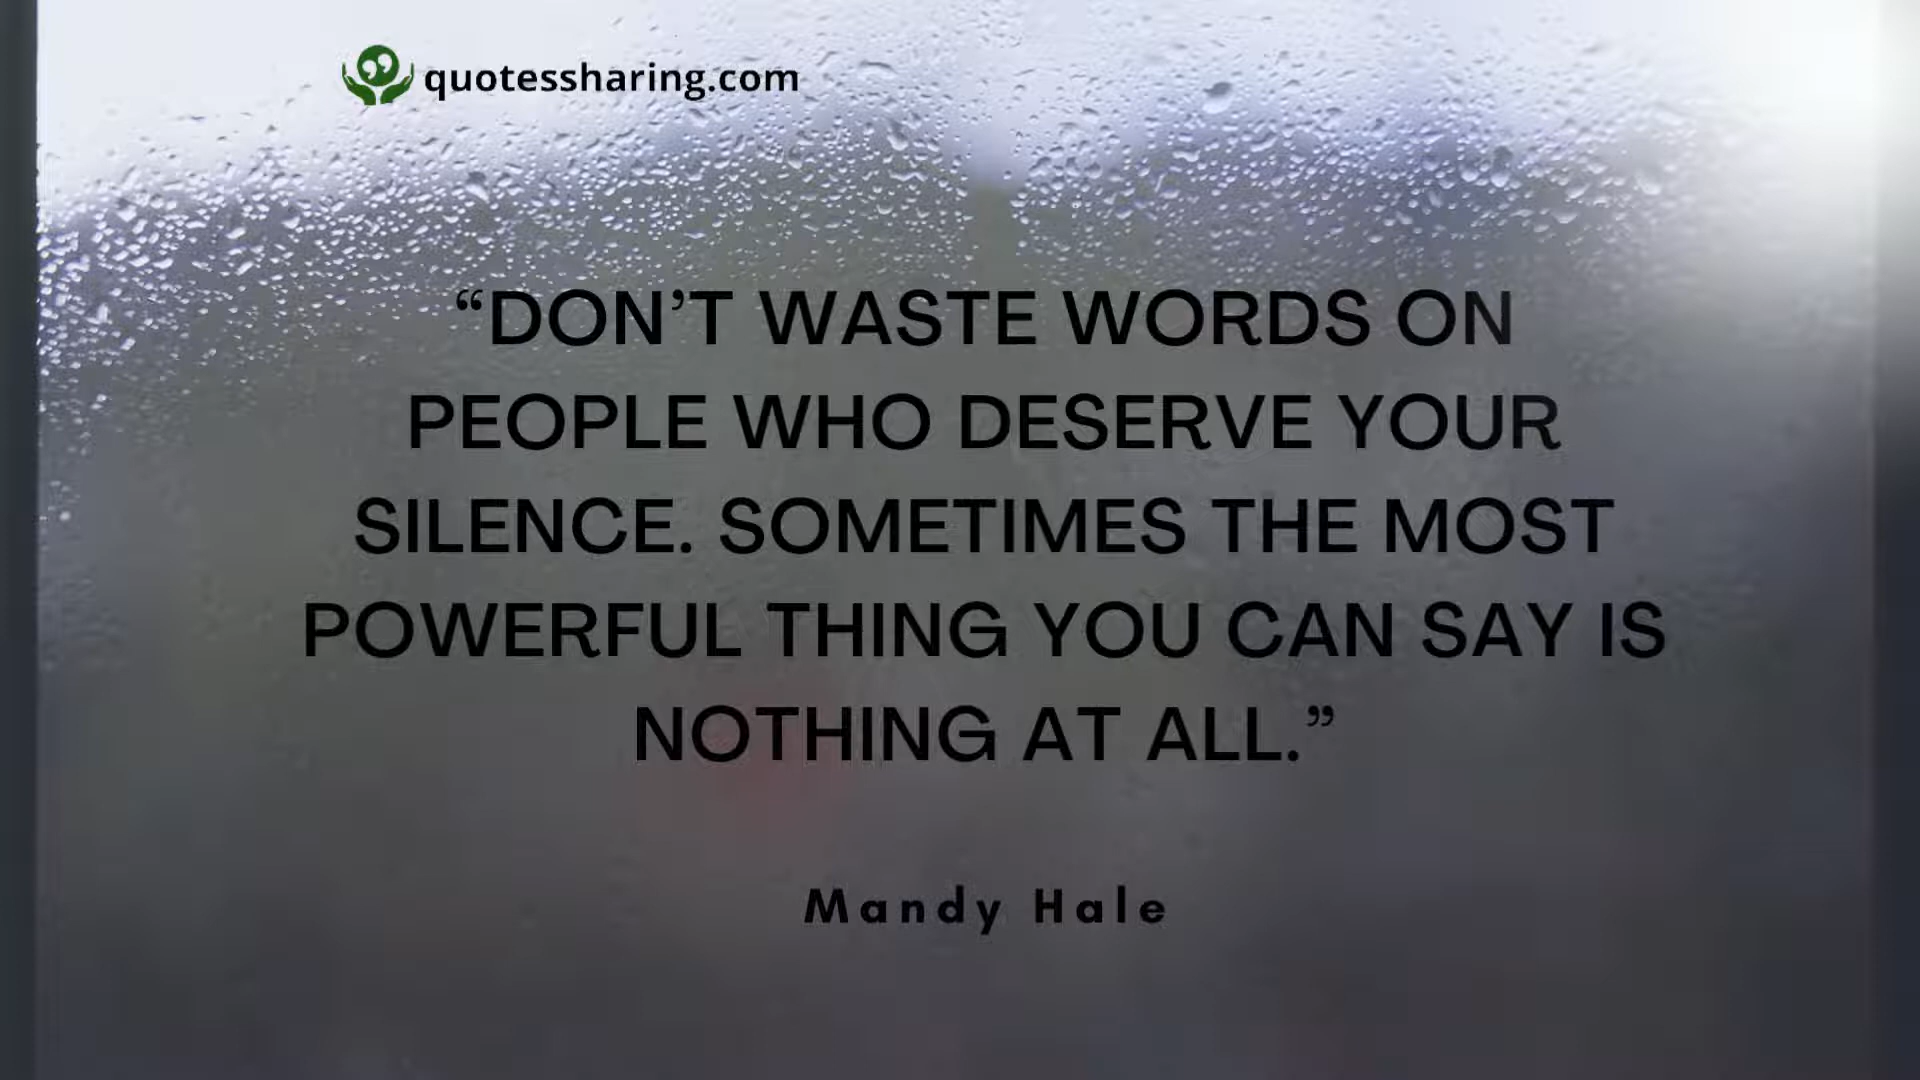 quotessharing.com
“DON’T WASTE WORDS ON
PEOPLE WHO DESERVE YOUR
SILENCE. SOMETIMES THE MOST
POWERFUL THING YOU CAN SAY IS
NOTHING AT ALL.”
Mandy Hale